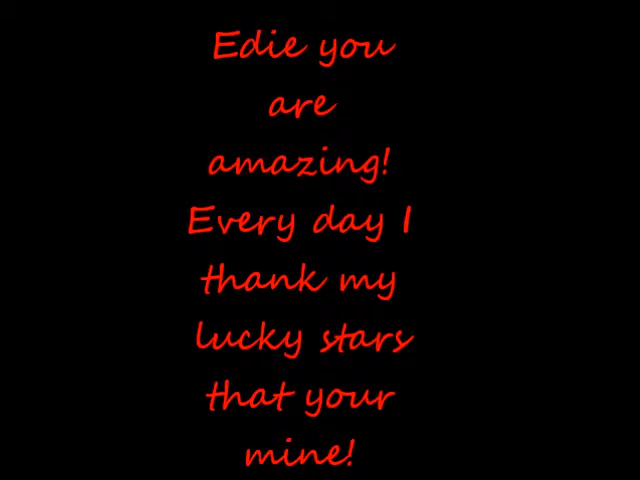 Edie you
are
amazing!
Every day I
thank my
lucky stars
that your
mine!